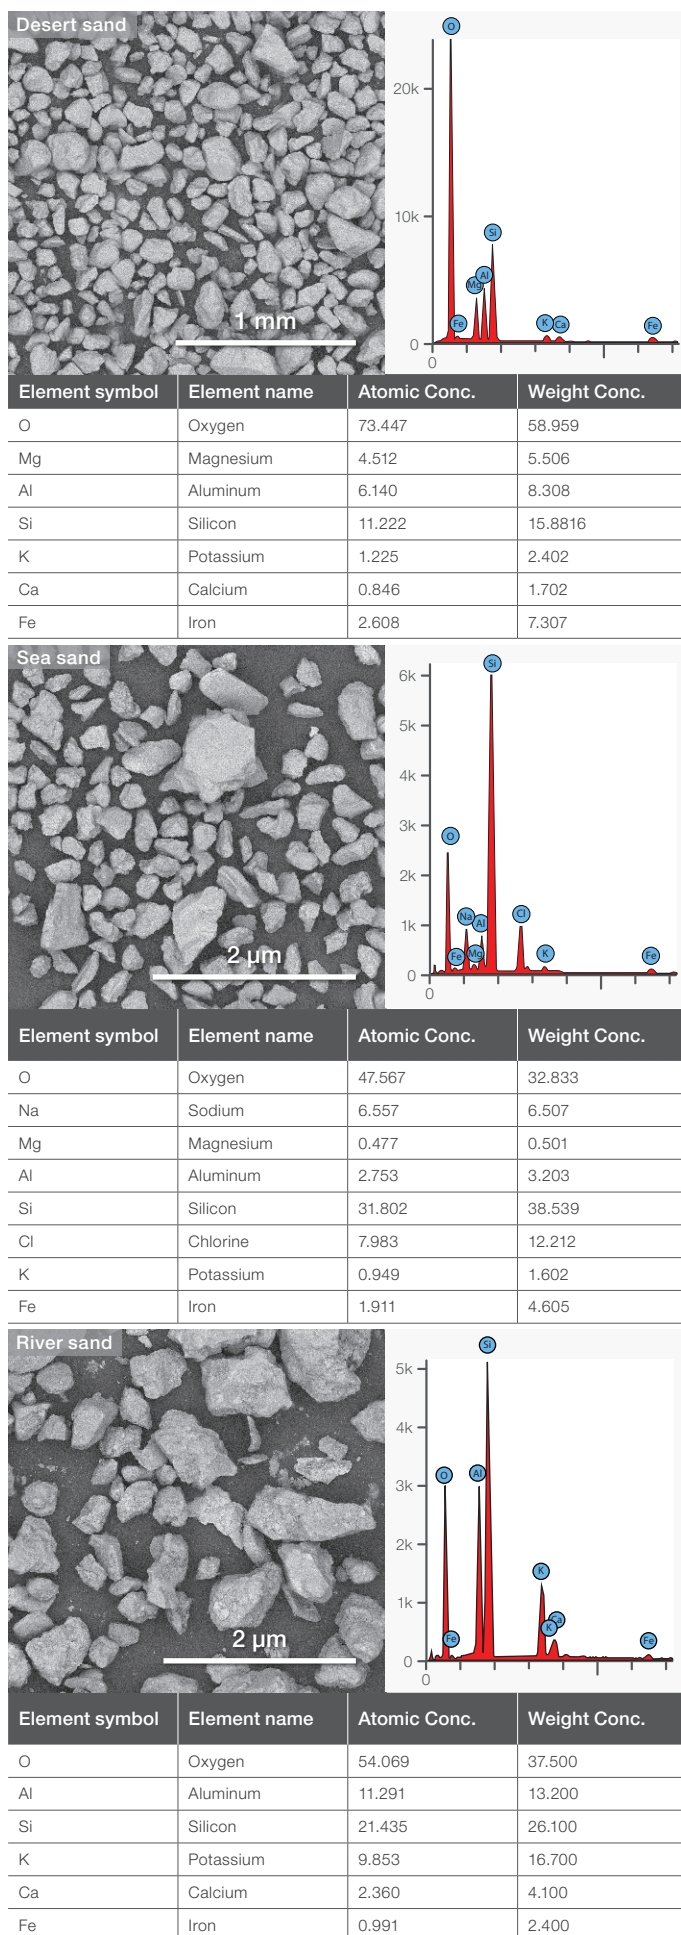 Desert sand
1 mm
O
20k
10k
Si
Al
Mg
Fe
K
Ca
Fe
0
0
Element symbol Element name Atomic Conc. Weight Conc.
O Oxygen 73.447 58.959
Mg Magnesium 4.512 5.506
Al Aluminum 6.140 8.308
Si Silicon 11.222 15.8816
K Potassium 1.225 2.402
Ca Calcium 0.846 1.702
Fe Iron 2.608 7.307
Sea sand
2 µm
Si
6k
5k
4k
3k
O
2k
Na
Cl
1k
Al
Fe
Mg
K
Fe
0
0
Element symbol Element name Atomic Conc. Weight Conc.
O Oxygen 47.567 32.833
Na Sodium 6.557 6.507
Mg Magnesium 0.477 0.501
Al Aluminum 2.753 3.203
Si Silicon 31.802 38.539
Cl Chlorine 7.983 12.212
K Potassium 0.949 1.602
Fe Iron 1.911 4.605
River sand
2 µm
Si
5k
4k
O
Al
3k
2k
K
1k
Ca
K
Fe
Fe
0
0
Element symbol Element name Atomic Conc. Weight Conc.
O Oxygen 54.069 37.500
Al Aluminum 11.291 13.200
Si Silicon 21.435 26.100
K Potassium 9.853 16.700
Ca Calcium 2.360 4.100
Fe Iron 0.991 2.400